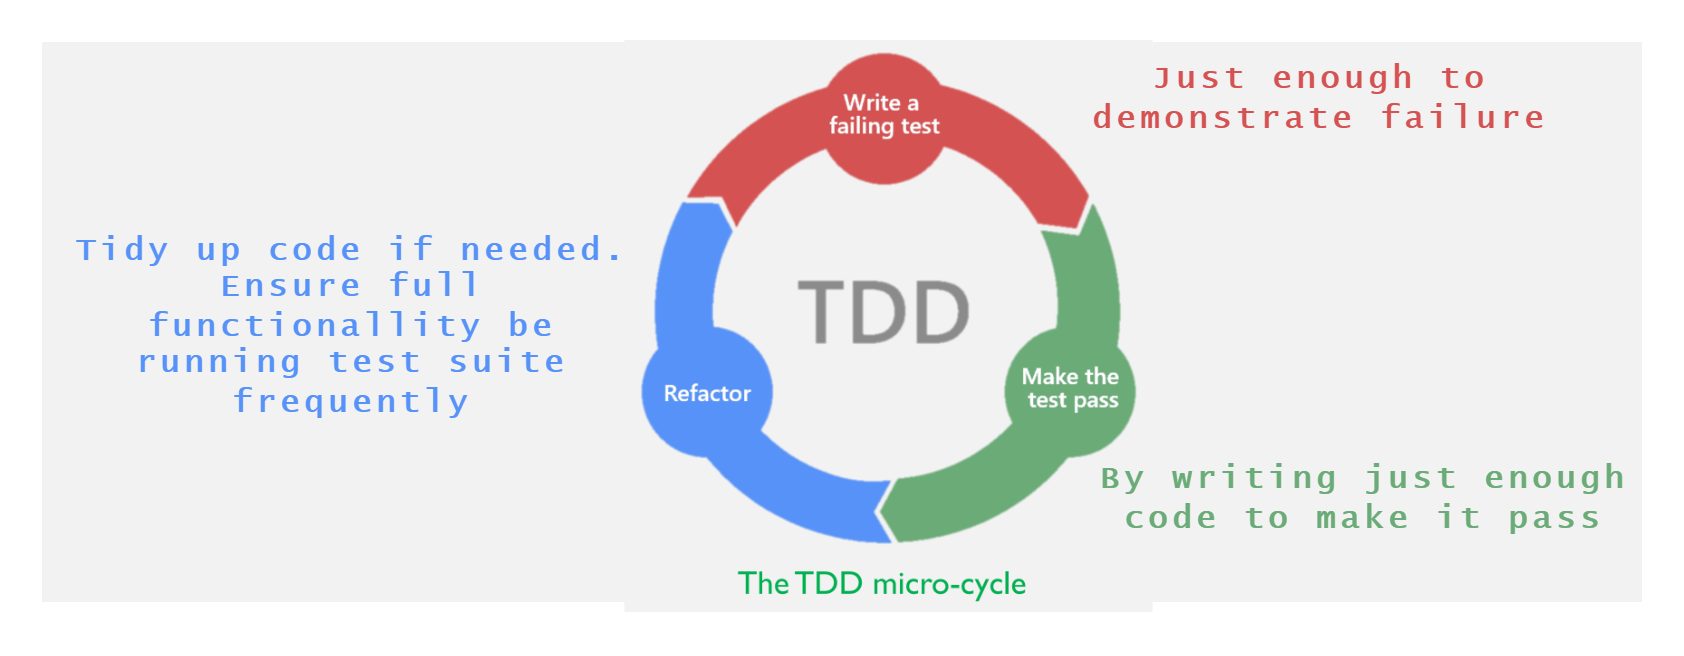 Just enough to
demonstrate failure
Write a
failing test
Tidy up code if needed.
Ensure full
functionallity be
running test suite
frequently
TDD
Refactor
Make the
test pass
By writing just enough
code to make it pass
The TDD micro-cycle